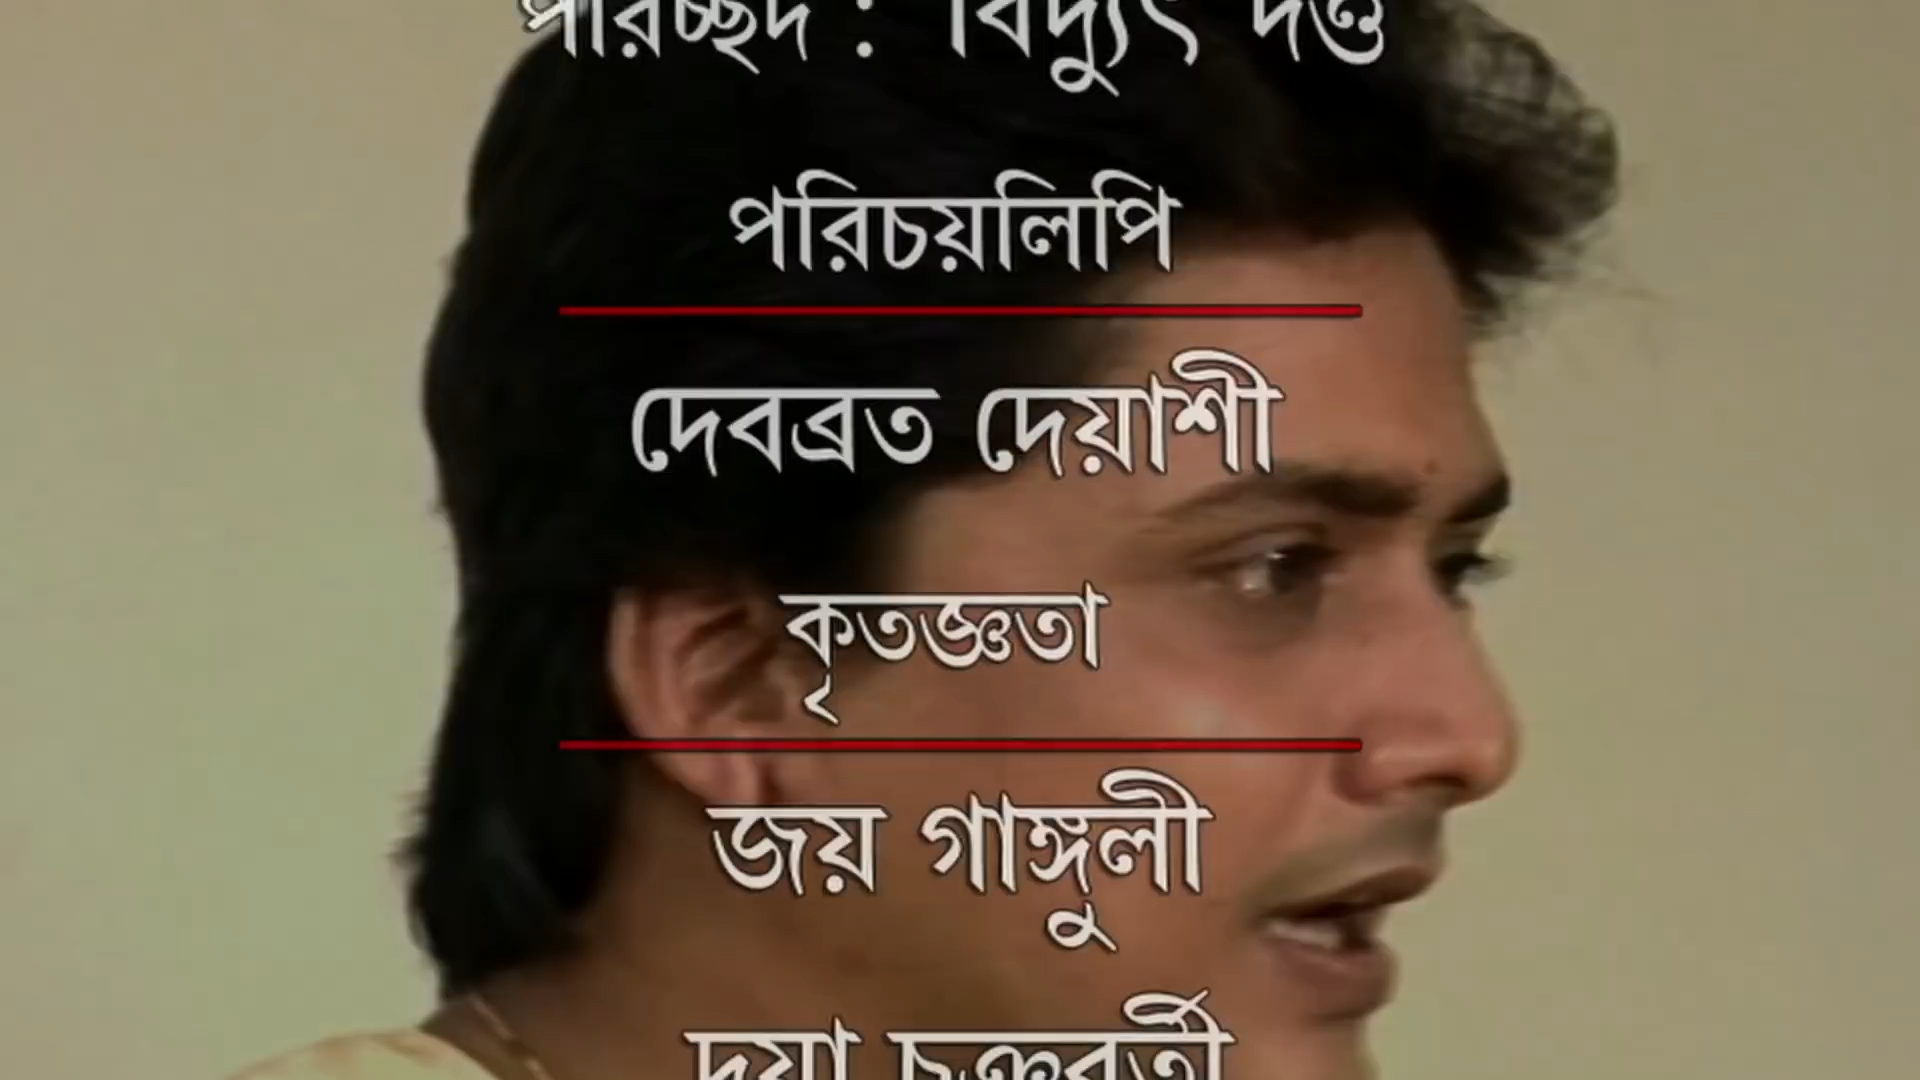 পরিচ্ছদ : বিদ্যুৎ দত্ত
পরিচয়লিপি
দেবব্রত দেয়াশী
কৃতজ্ঞতা
জয় গাঙ্গুলী
দয়া চক্রবর্তী